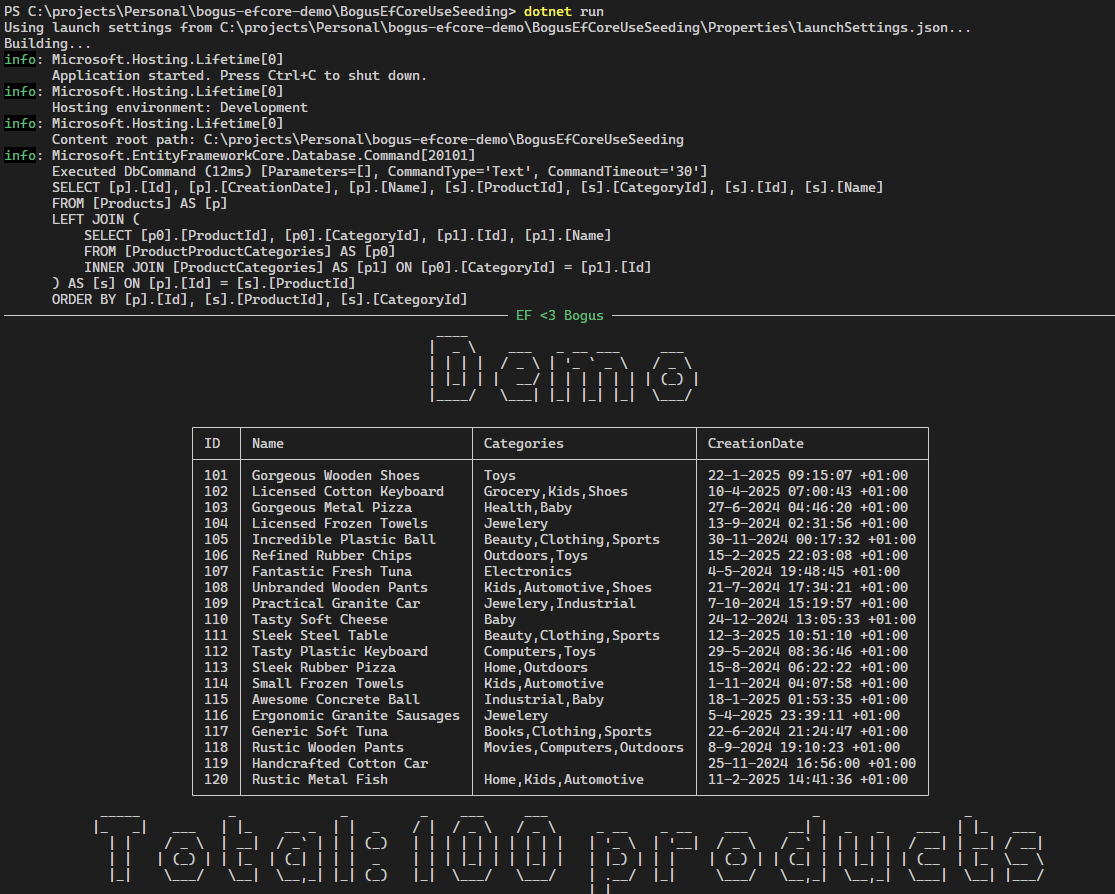 PS C:\projects\Personal\bogus-efcore-demo\BogusEfCoreUseSeeding> dotnet run
Using launch settings from C:\projects\Personal\bogus-efcore-demo\BogusEfCoreUseSeeding\Properties\launchSettings.json...
Building...
info: Microsoft.Hosting.Lifetime[0]
Application started. Press Ctrl+C to shut down.
info: Microsoft.Hosting.Lifetime[0]
Hosting environment: Development
info: Microsoft.Hosting.Lifetime[0]
Content root path: C:\projects\Personal\bogus-efcore-demo\BogusEfCoreUseSeeding
info: Microsoft.EntityFrameworkCore.Database.Command[20101]
Executed DbCommand (12ms) [Parameters=[], CommandType='Text', CommandTimeout='30']
SELECT [p].[Id], [p].[CreationDate], [p].[Name], [s].[ProductId], [s].[CategoryId], [s].[Id], [s].[Name]
FROM [Products] AS [p]
LEFT JOIN (
SELECT [p0].[ProductId], [p0].[CategoryId], [p1].[Id], [p1].[Name]
FROM [ProductProductCategories] AS [p0]
INNER JOIN [ProductCategories] AS [p1] ON [p0].[CategoryId] = [p1].[Id]
) AS [s] ON [p].[Id] = [s].[ProductId]
ORDER BY [p].[Id], [s].[ProductId], [s].[CategoryId]
EF <3 Bogus
Demo
ID Name Categories CreationDate
101 Gorgeous Wooden Shoes Toys 22-1-2025 09:15:07 +01:00
102 Licensed Cotton Keyboard Grocery,Kids,Shoes 10-4-2025 07:00:43 +01:00
103 Gorgeous Metal Pizza Health,Baby 27-6-2024 04:46:20 +01:00
104 Licensed Frozen Towels Jewelery 13-9-2024 02:31:56 +01:00
105 Incredible Plastic Ball Beauty,Clothing,Sports 30-11-2024 00:17:32 +01:00
106 Refined Rubber Chips Outdoors,Toys 15-2-2025 22:03:08 +01:00
107 Fantastic Fresh Tuna Electronics 4-5-2024 19:48:45 +01:00
108 Unbranded Wooden Pants Kids,Automotive,Shoes 21-7-2024 17:34:21 +01:00
109 Practical Granite Car Jewelery,Industrial 7-10-2024 15:19:57 +01:00
110 Tasty Soft Cheese Baby 24-12-2024 13:05:33 +01:00
111 Sleek Steel Table Beauty,Clothing,Sports 12-3-2025 10:51:10 +01:00
112 Tasty Plastic Keyboard Computers,Toys 29-5-2024 08:36:46 +01:00
113 Sleek Rubber Pizza Home,Outdoors 15-8-2024 06:22:22 +01:00
114 Small Frozen Towels Kids,Automotive 1-11-2024 04:07:58 +01:00
115 Awesome Concrete Ball Industrial,Baby 18-1-2025 01:53:35 +01:00
116 Ergonomic Granite Sausages Jewelery 5-4-2025 23:39:11 +01:00
117 Generic Soft Tuna Books,Clothing,Sports 22-6-2024 21:24:47 +01:00
118 Rustic Wooden Pants Movies,Computers,Outdoors 8-9-2024 19:10:23 +01:00
119 Handcrafted Cotton Car 25-11-2024 16:56:00 +01:00
120 Rustic Metal Fish Home,Kids,Automotive 11-2-2025 14:41:36 +01:00
Total: 100 products